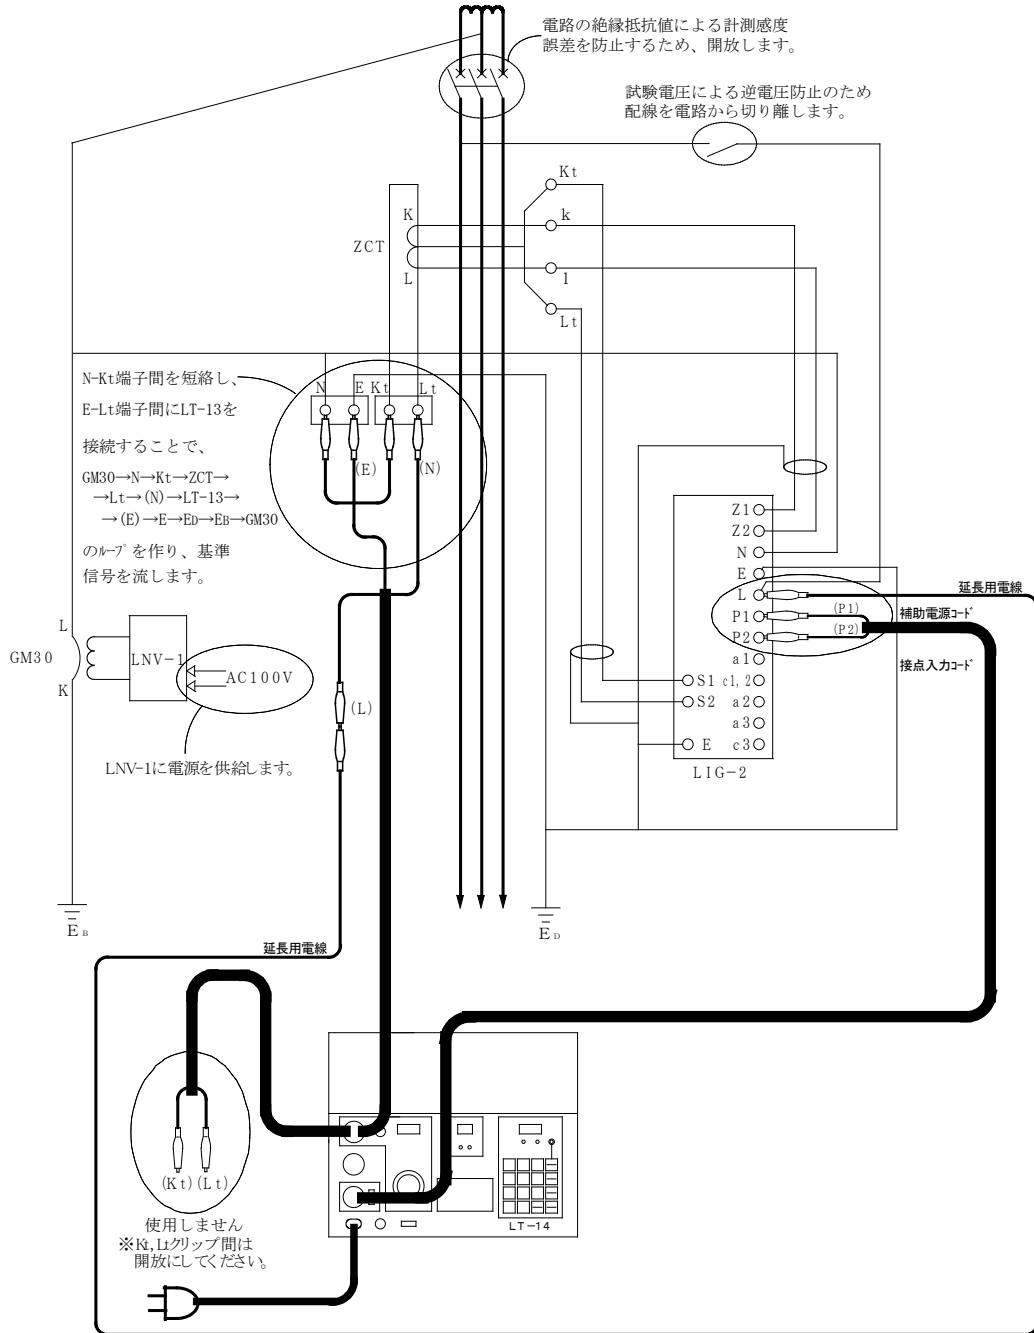 電路の絶縁抵抗値による計測感度
誤差を防止するため、開放します。
試験電圧による逆電圧防止のため
配線を電路から切り離します。
Kt
K
k
ZCT
L
l
Lt
N-Kt端子間を短絡し、
E-Lt端子間にLT-13を
接続することで、
GM30→N→Kt→ZCT→
→Lt→(N)→LT-13→
→(E)→E→ED→EB→GM30
のループを作り、基準
信号を流します。
N
E
Kt
Lt
(E)
(N)
Z1
Z2
N
E
L
P1
P2
a1
S1
c1,2
S2
a2
a3
E
c3
LIG-2
(P1)
(P2)
延長用電線
補助電源コード
接点入力コード
L
GM30
K
LNV-1
AC100V
(L)
LNV-1に電源を供給します。
EB
ED
延長用電線
(Kt)
(Lt)
使用しません
※Kt,Ltクリップ間は
開放にしてください。
LT-14